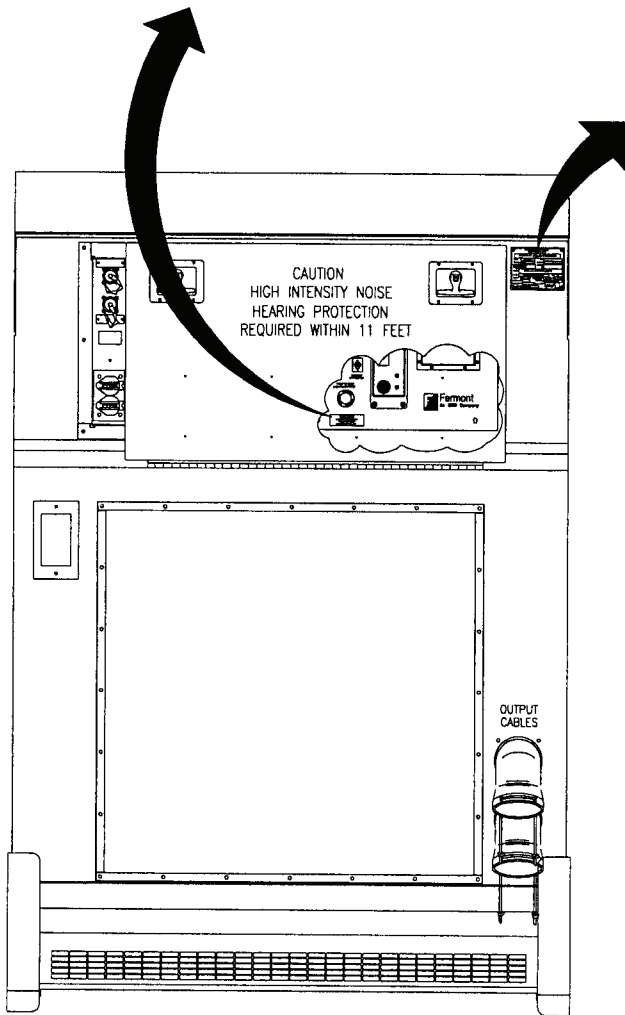 CAUTION
HIGH INTENSITY NOISE
HEARING PROTECTION
REQUIRED WITHIN 11 FEET
Fermont
OUTPUT
CABLES